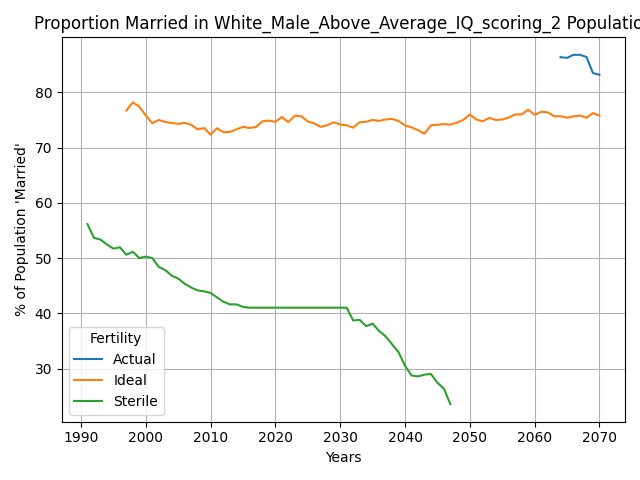 Proportion Married in White_Male_Above_Average_IQ_scoring_2 Populatio
% of Population 'Married'
80
70
60
50
40
30
Fertility
Actual
Ideal
Sterile
1990 2000 2010 2020 2030 2040 2050 2060 2070
Years